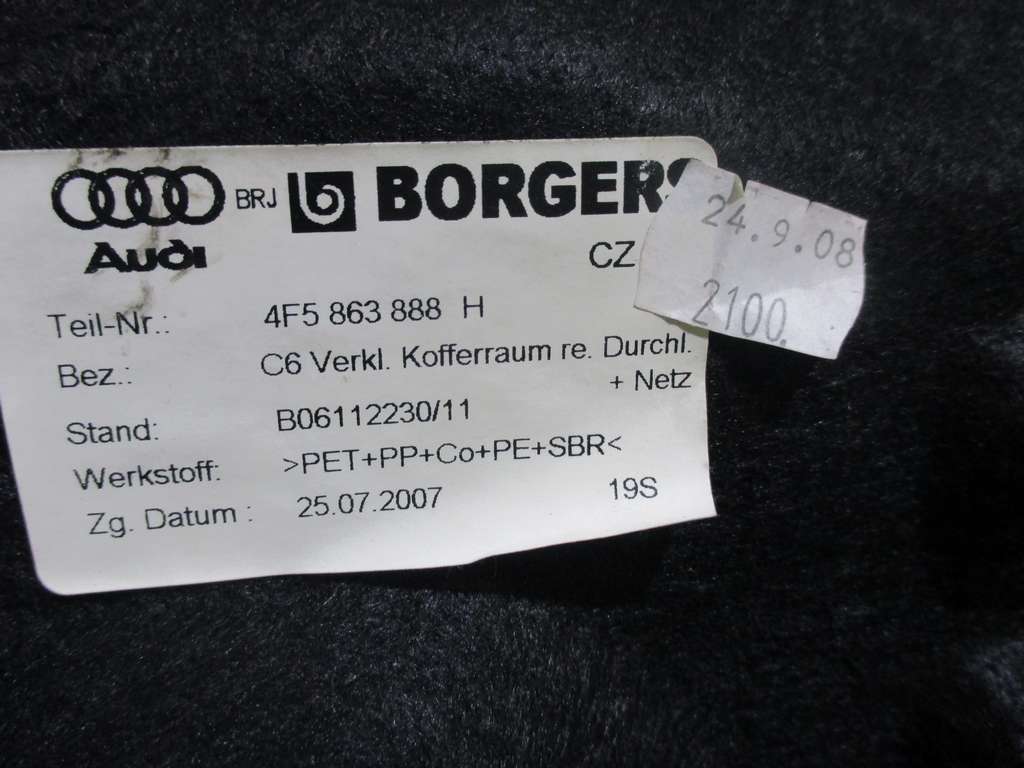 BRJ BORGERS
Audi
CZ
24.9.08
2100.
Teil-Nr.: 4F5 863 888 H
Bez.: C6 Verkl. Kofferraum re. Durchl.
+ Netz
Stand: B06112230/11
Werkstoff: >PET+PP+Co+PE+SBR<
Zg. Datum : 25.07.2007 19S